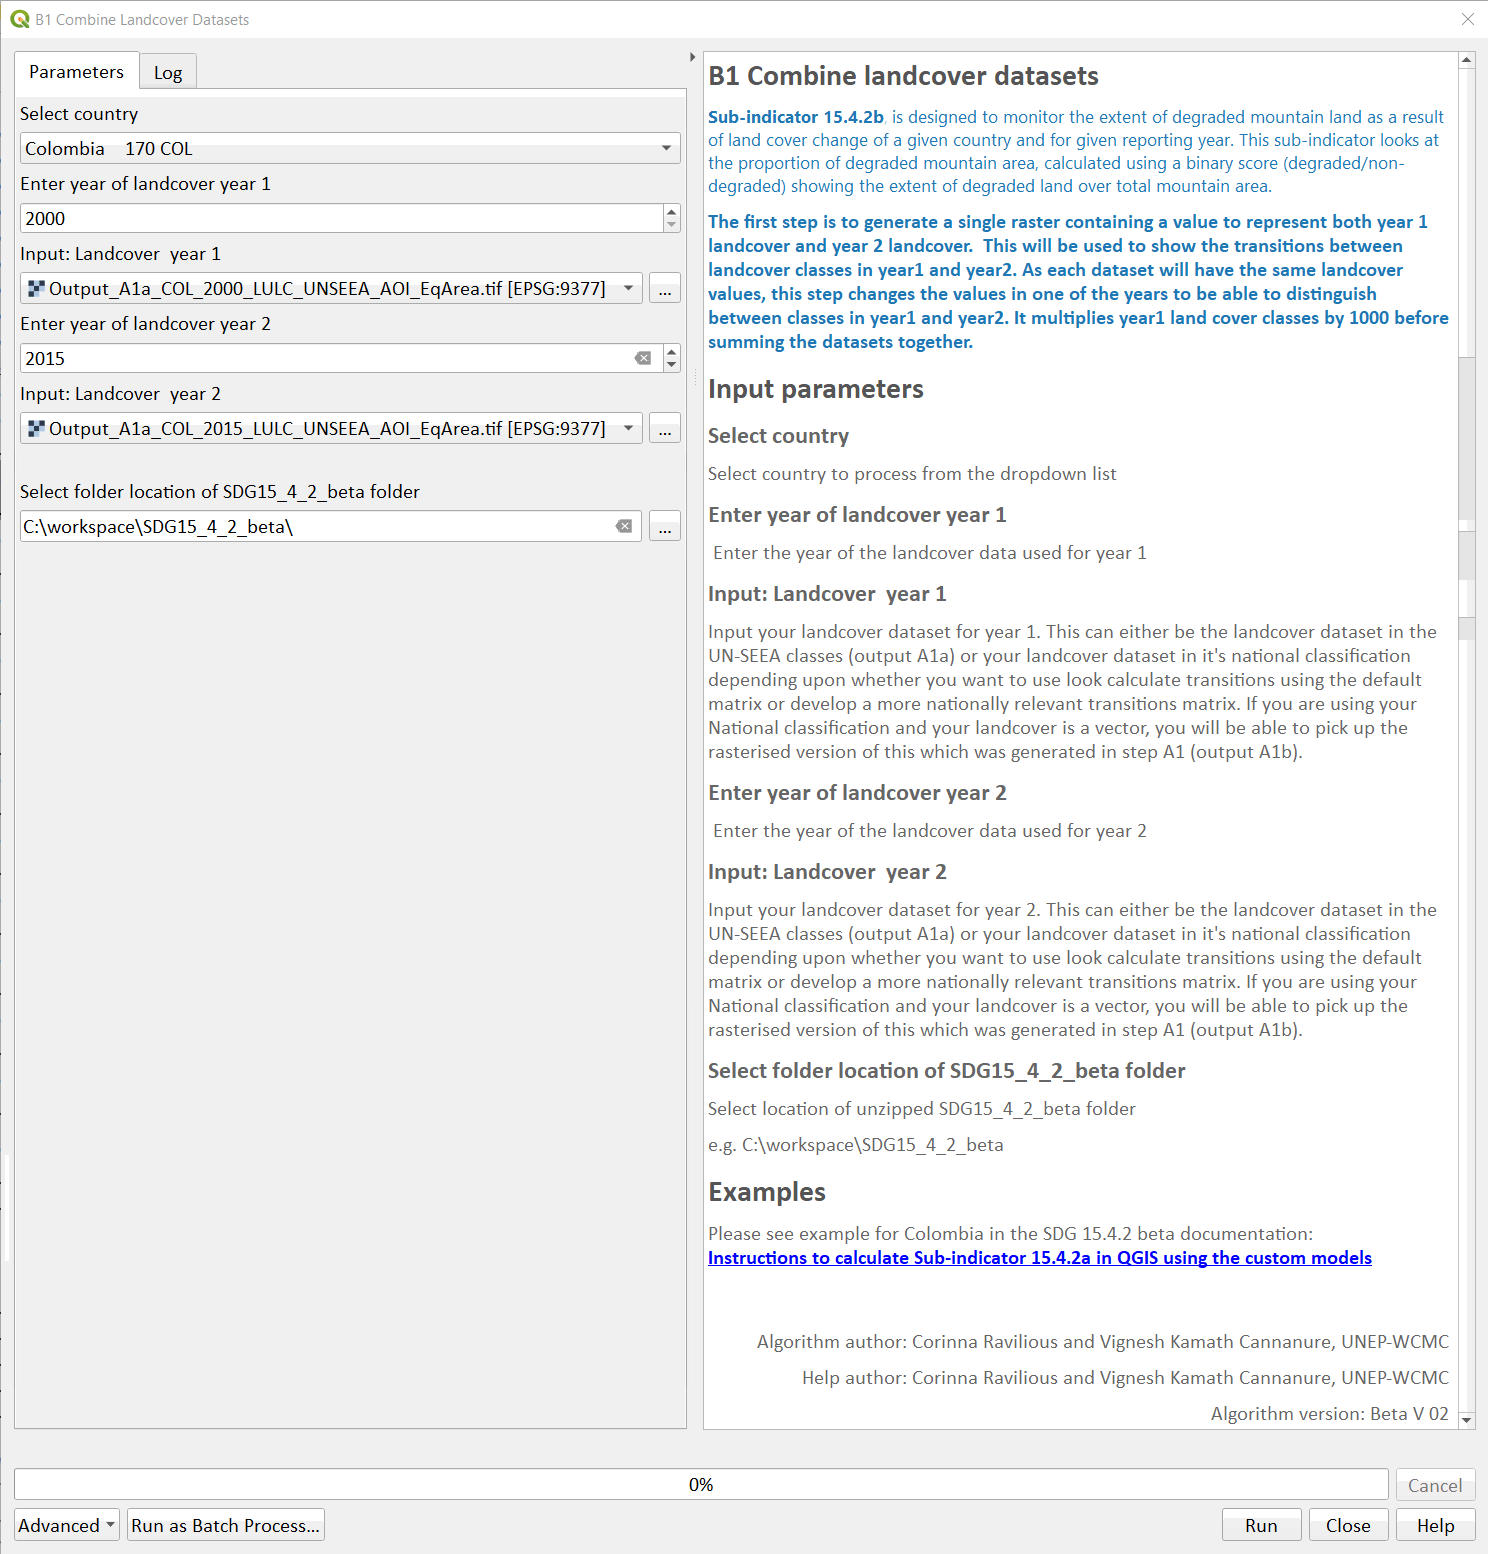 B1 Combine Landcover Datasets
Parameters
Log
Select country
Colombia 170 COL
Enter year of landcover year 1
2000
Input: Landcover year 1
Output_A1a_COL_2000_LULC_UNSEEA_AOI_EqArea.tif [EPSG:9377]
...
Enter year of landcover year 2
2015
Input: Landcover year 2
Output_A1a_COL_2015_LULC_UNSEEA_AOI_EqArea.tif [EPSG:9377]
...
Select folder location of SDG15_4_2_beta folder
C:\workspace\SDG15_4_2_beta\
...
B1 Combine landcover datasets
Sub-indicator 15.4.2b, is designed to monitor the extent of degraded mountain land as a result
of land cover change of a given country and for given reporting year. This sub-indicator looks at
the proportion of degraded mountain area, calculated using a binary score (degraded/non-
degraded) showing the extent of degraded land over total mountain area.
The first step is to generate a single raster containing a value to represent both year 1
landcover and year 2 landcover. This will be used to show the transitions between
landcover classes in year1 and year2. As each dataset will have the same landcover
values, this step changes the values in one of the years to be able to distinguish
between classes in year1 and year2. It multiplies year1 land cover classes by 1000 before
summing the datasets together.
Input parameters
Select country
Select country to process from the dropdown list
Enter year of landcover year 1
Enter the year of the landcover data used for year 1
Input: Landcover year 1
Input your landcover dataset for year 1. This can either be the landcover dataset in the
UN-SEEA classes (output A1a) or your landcover dataset in it's national classification
depending upon whether you want to use look calculate transitions using the default
matrix or develop a more nationally relevant transitions matrix. If you are using your
National classification and your landcover is a vector, you will be able to pick up the
rasterised version of this which was generated in step A1 (output A1b).
Enter year of landcover year 2
Enter the year of the landcover data used for year 2
Input: Landcover year 2
Input your landcover dataset for year 2. This can either be the landcover dataset in the
UN-SEEA classes (output A1a) or your landcover dataset in it's national classification
depending upon whether you want to use look calculate transitions using the default
matrix or develop a more nationally relevant transitions matrix. If you are using your
National classification and your landcover is a vector, you will be able to pick up the
rasterised version of this which was generated in step A1 (output A1b).
Select folder location of SDG15_4_2_beta folder
Select location of unzipped SDG15_4_2_beta folder
e.g. C:\workspace\SDG15_4_2_beta
Examples
Please see example for Colombia in the SDG 15.4.2 beta documentation:
Instructions to calculate Sub-indicator 15.4.2a in QGIS using the custom models
Algorithm author: Corinna Ravilious and Vignesh Kamath Cannanure, UNEP-WCMC
Help author: Corinna Ravilious and Vignesh Kamath Cannanure, UNEP-WCMC
Algorithm version: Beta V 02
0%
Cancel
Advanced
Run as Batch Process...
Run
Close
Help